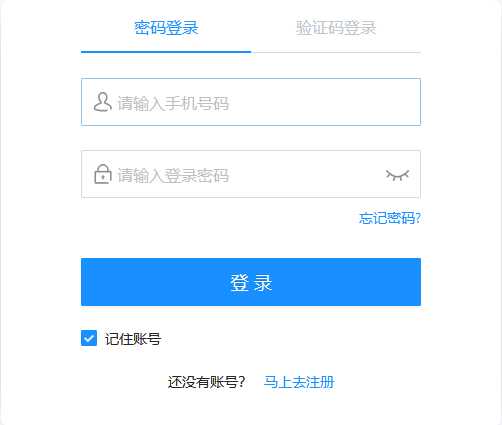 密码登录 验证码登录
请输入手机号码
请输入登录密码
忘记密码?
登 录
记住账号
还没有账号？ 马上去注册